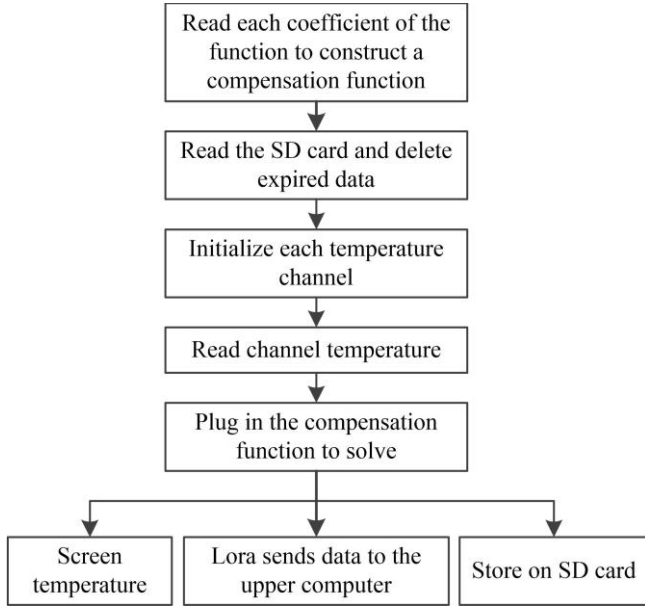 Read each coefficient of the
function to construct a
compensation function
Read the SD card and delete
expired data
Initialize each temperature
channel
Read channel temperature
Plug in the compensation
function to solve
Screen
temperature
Lora sends data to the
upper computer
Store on SD card